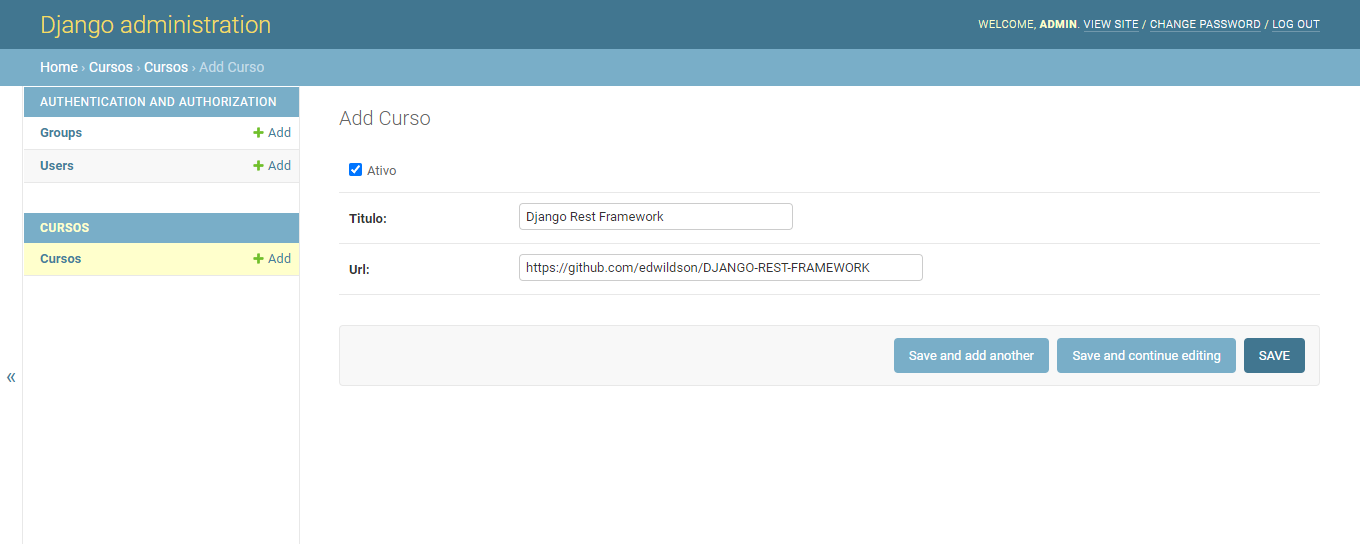 Django administration
WELCOME, ADMIN. VIEW SITE / CHANGE PASSWORD / LOG OUT
Home › Cursos › Cursos › Add Curso
AUTHENTICATION AND AUTHORIZATION
Groups + Add
Users + Add
CURSOS
Cursos + Add
«
Add Curso
Ativo
Titulo: Django Rest Framework
Url: https://github.com/edwildson/DJANGO-REST-FRAMEWORK
Save and add another Save and continue editing SAVE